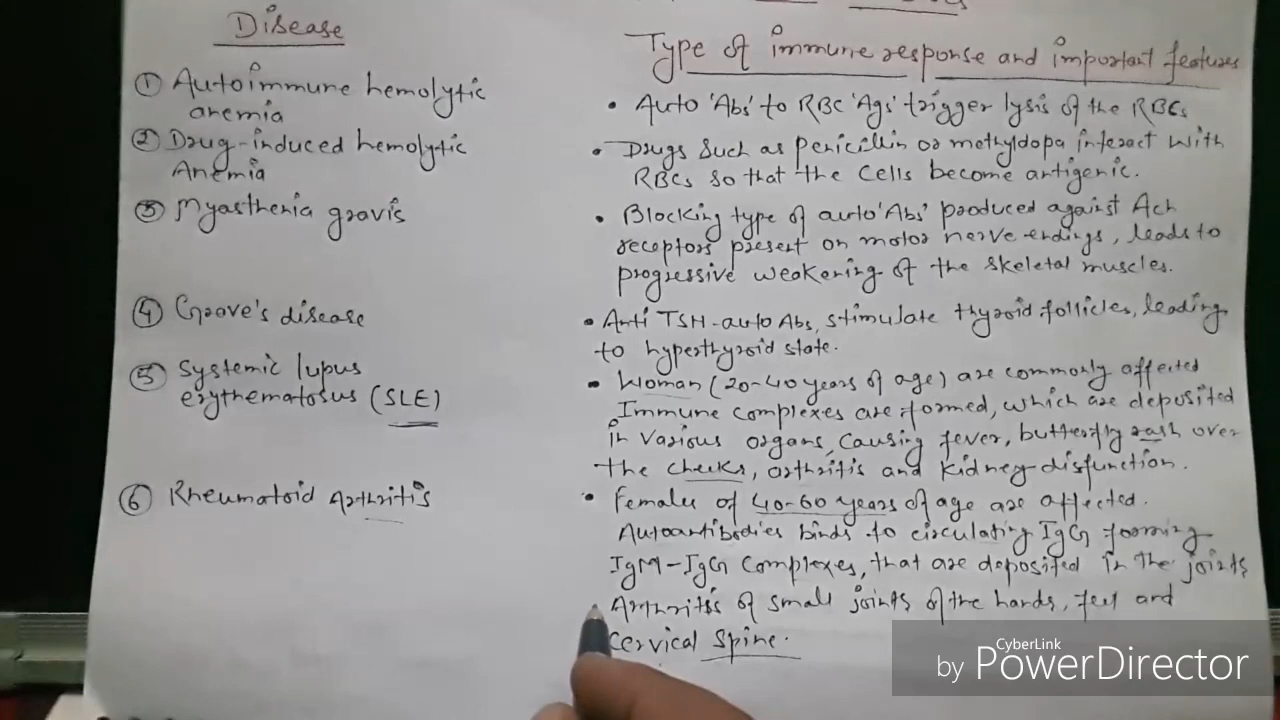 Disease
Type of immune response and important features
① Autoimmune hemolytic
anemia
• Auto 'Abs' to RBC 'Ags' trigger lysis of the RBCs
② Drug-induced hemolytic
Anemia
• Drugs such as penicillin or methyldopa interact with
RBCs so that the cells become antigenic.
③ Myasthenia gravis
• Blocking type of auto 'Abs' produced against Ach
receptors present on motor nerve endings, leads to
progressive weakening of the skeletal muscles.
④ Grave's disease
• Anti TSH-auto Abs, stimulate thyroid follicles, leading
to hyperthyroid state.
⑤ Systemic lupus
erythematosus (SLE)
• Woman (20-40 years of age) are commonly affected
Immune complexes are formed, which are deposited
in various organs, causing fever, butterfly rash over
the cheeks, arthritis and kidney disfunction.
⑥ Rheumatoid Arthritis
• Females of 40-60 years of age are affected.
Autoantibodies binds to circulating IgG forming
IgM-IgG complexes, that are deposited in the joints
Arthritis of small joints of the hands, feet and
cervical spine.
by CyberLink PowerDirector